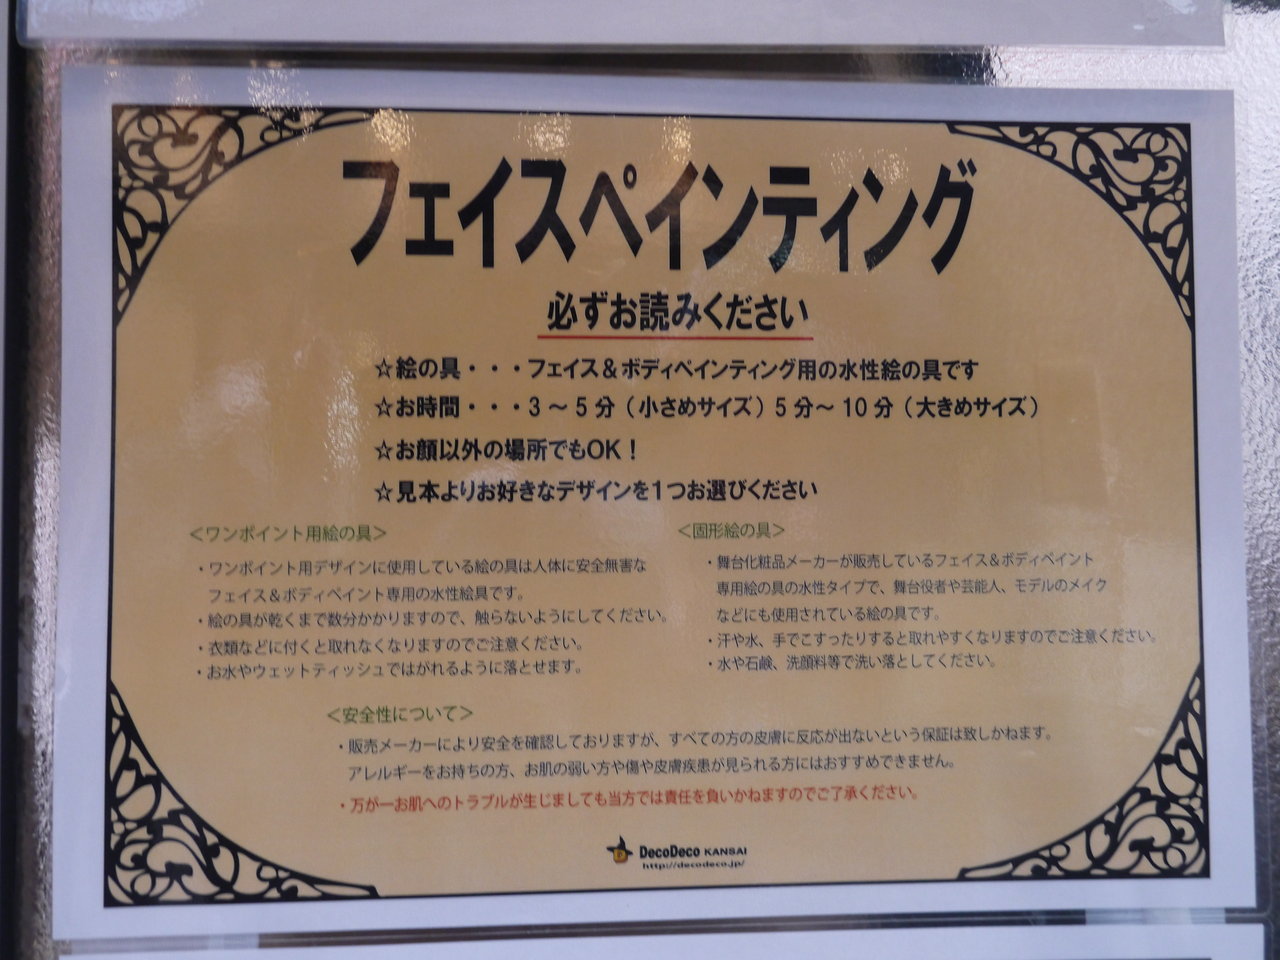 フェイスペインティング
必ずお読みください
☆絵の具・・・フェイス＆ボディペインティング用の水性絵の具です
☆お時間・・・3～5分（小さめサイズ）5分～10分（大きめサイズ）
☆お顔以外の場所でもOK！
☆見本よりお好きなデザインを1つお選びください
＜ワンポイント用絵の具＞
・ワンポイント用デザインに使用している絵の具は人体に安全無害な
フェイス＆ボディペイント専用の水性絵具です。
・絵の具が乾くまで数分かかりますので、触らないようにしてください。
・衣類などに付くと取れなくなりますのでご注意ください。
・お水やウェットティッシュではがれるように落とせます。
＜固形絵の具＞
・舞台化粧品メーカーが販売しているフェイス＆ボディペイント
専用絵の具の水性タイプで、舞台役者や芸能人、モデルのメイク
などにも使用されている絵の具です。
・汗や水、手でこすったりすると取れやすくなりますのでご注意ください。
・水や石鹸、洗顔料等で洗い落としてください。
＜安全性について＞
・販売メーカーにより安全を確認しておりますが、すべての方の皮膚に反応が出ないという保証は致しかねます。
アレルギーをお持ちの方、お肌の弱い方や傷や皮膚疾患が見られる方にはおすすめできません。
・万が一お肌へのトラブルが生じましても当方では責任を負いかねますのでご了承ください。
DecoDeco KANSAI
http://decodeco.jp/